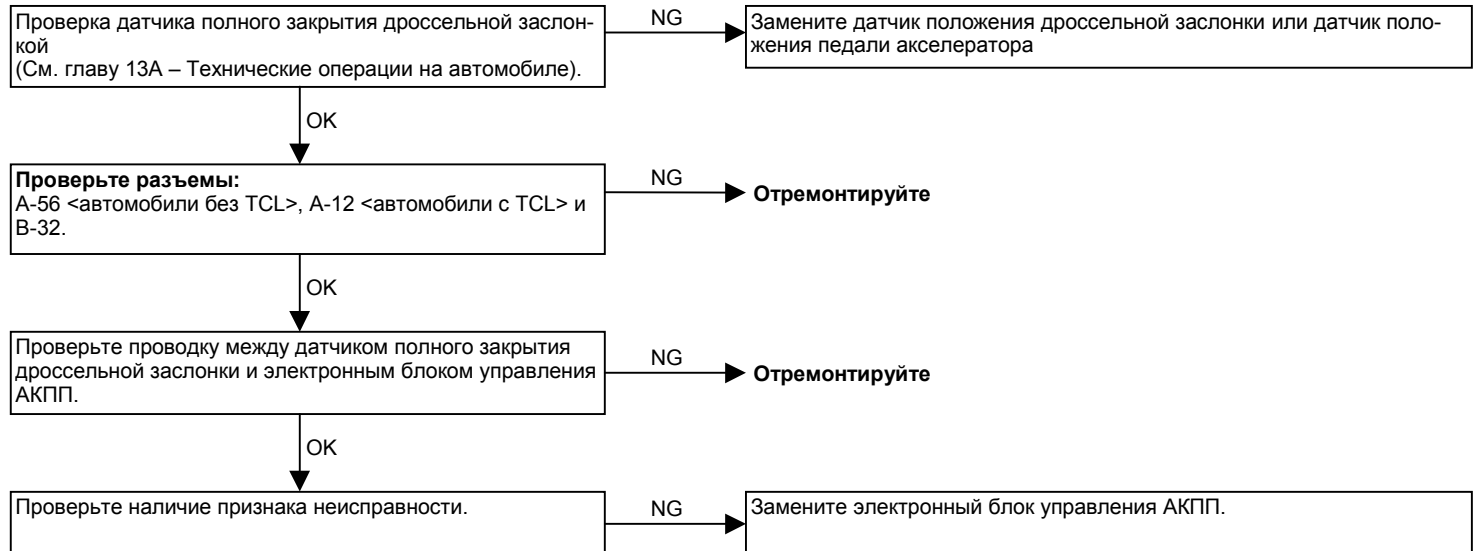 Проверка датчика полного закрытия дроссельной заслон-
кой
(См. главу 13А – Технические операции на автомобиле).
NG
Замените датчик положения дроссельной заслонки или датчик поло-
жения педали акселератора
OK
Проверьте разъемы:
А-56 <автомобили без TCL>, А-12 <автомобили с TCL> и
В-32.
NG
Отремонтируйте
OK
Проверьте проводку между датчиком полного закрытия
дроссельной заслонки и электронным блоком управления
АКПП.
NG
Отремонтируйте
OK
Проверьте наличие признака неисправности.
NG
Замените электронный блок управления АКПП.